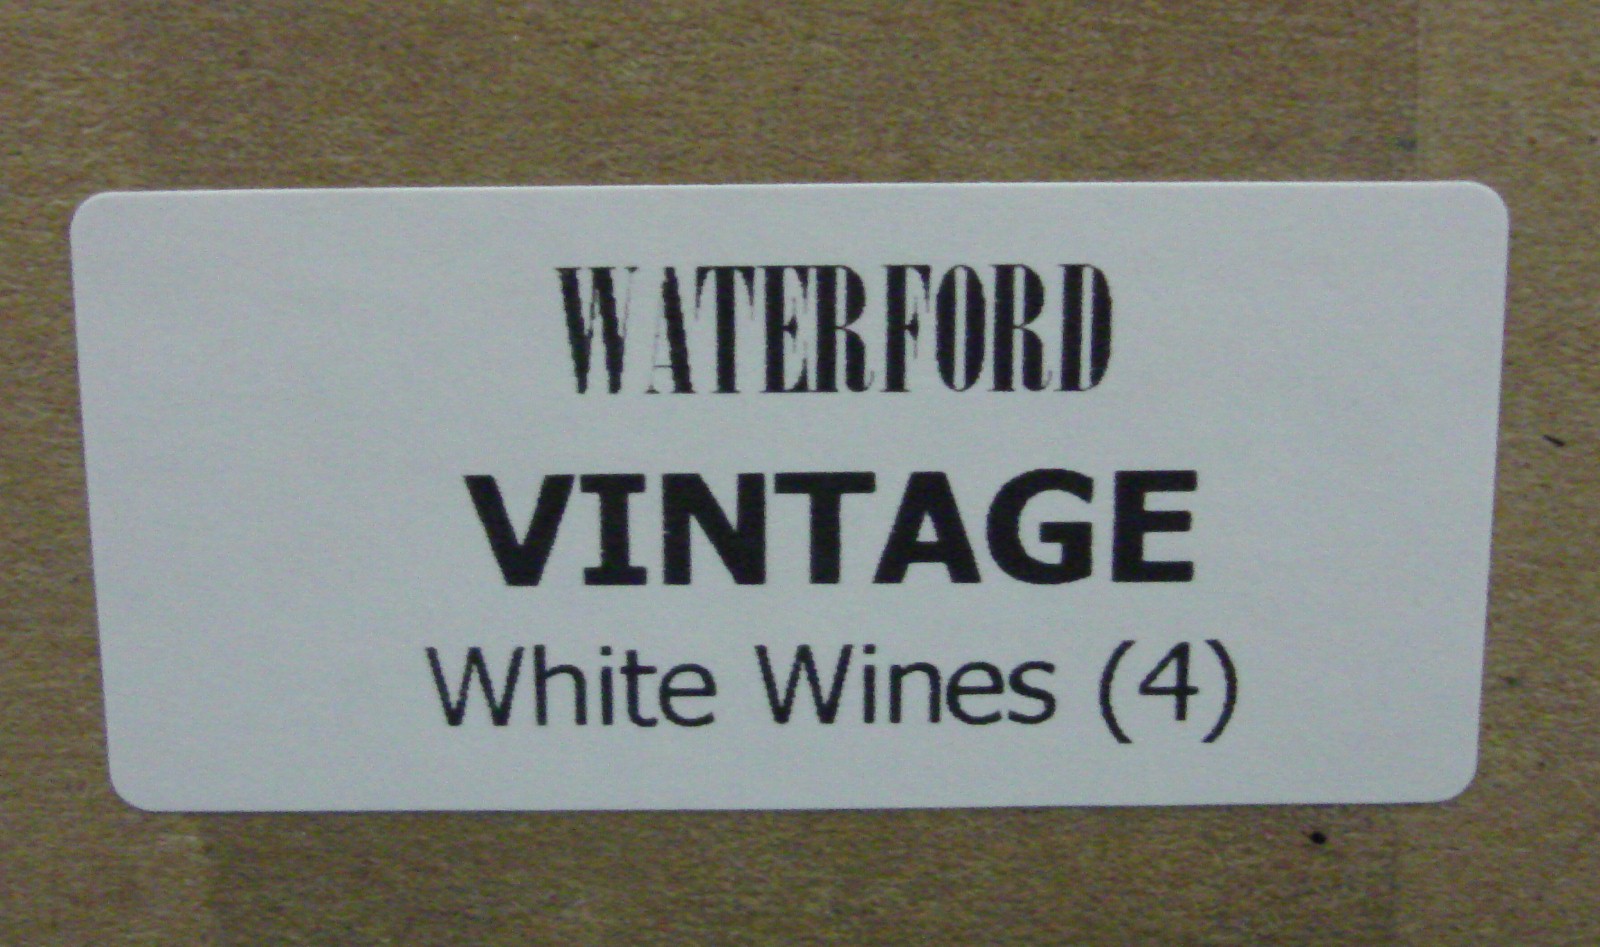 WATERFORD
VINTAGE
White Wines (4)